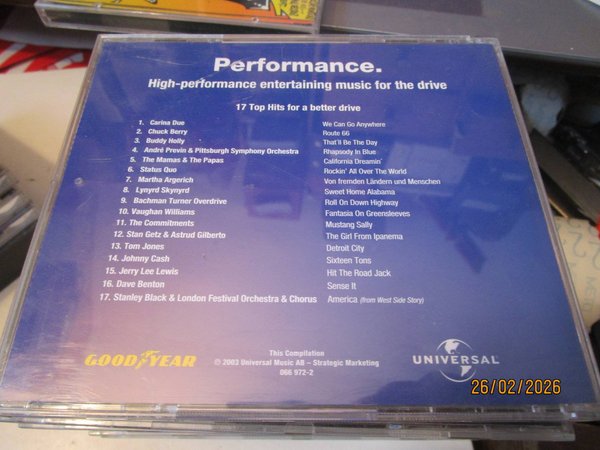 Performance.
High-performance entertaining music for the drive
17 Top Hits for a better drive
1. Carina Due We Can Go Anywhere
2. Chuck Berry Route 66
3. Buddy Holly That'll Be The Day
4. André Previn & Pittsburgh Symphony Orchestra Rhapsody In Blue
5. The Mamas & The Papas California Dreamin'
6. Status Quo Rockin' All Over The World
7. Martha Argerich Von fremden Ländern und Menschen
8. Lynyrd Skynyrd Sweet Home Alabama
9. Bachman Turner Overdrive Roll On Down Highway
10. Vaughan Williams Fantasia On Greensleeves
11. The Commitments Mustang Sally
12. Stan Getz & Astrud Gilberto The Girl From Ipanema
13. Tom Jones Detroit City
14. Johnny Cash Sixteen Tons
15. Jerry Lee Lewis Hit The Road Jack
16. Dave Benton Sense It
17. Stanley Black & London Festival Orchestra & Chorus America (from West Side Story)
GOODYEAR
This Compilation
℗ 2003 Universal Music AB – Strategic Marketing
066 972-2
UNIVERSAL
26/02/2026